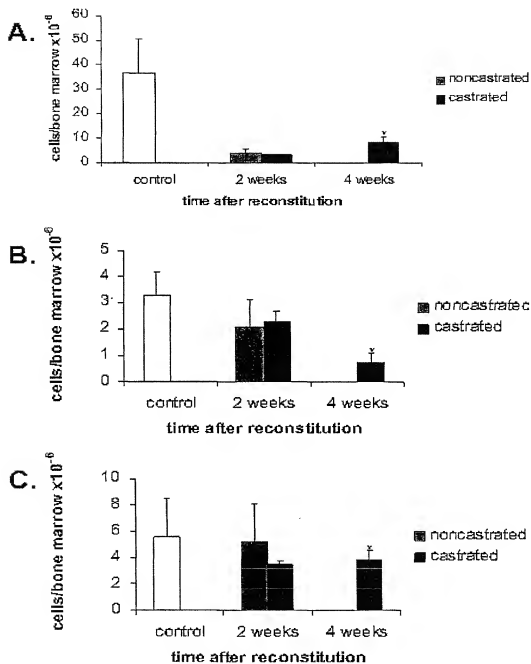 A.
cells/bone marrow x10⁻⁶
60
50
40
30
20
10
0
control
2 weeks
4 weeks
x
time after reconstitution
noncastrated
castrated
B.
cells/bone marrow x10⁻⁶
5
4
3
2
1
0
control
2 weeks
4 weeks
x
time after reconstitution
noncastratec
castrated
C.
cells/bone marrow x10⁻⁶
10
8
6
4
2
0
control
2 weeks
4 weeks
x
time after reconstitution
noncastrated
castrated